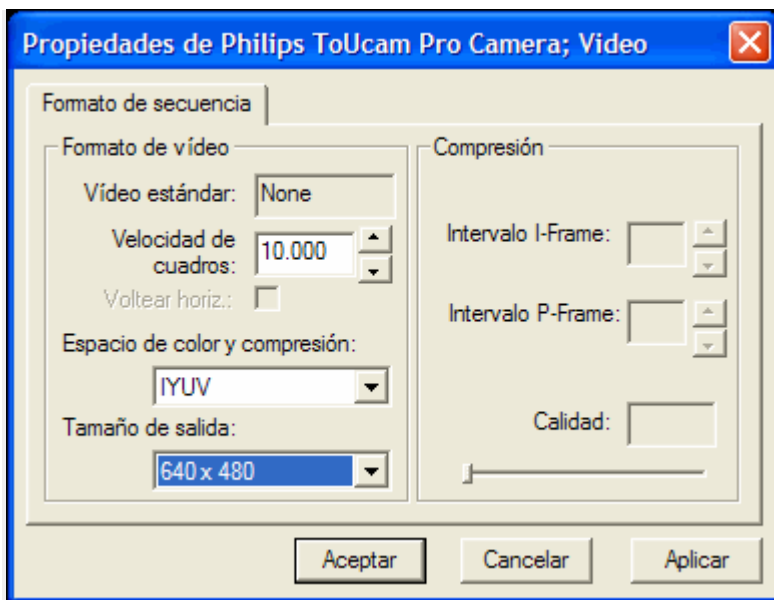 Propiedades de Philips ToUcam Pro Camera; Video
Formato de secuencia
Formato de vídeo
Vídeo estándar: None
Velocidad de
cuadros: 10.000
Voltear horiz.:
Espacio de color y compresión:
IYUV
Tamaño de salida:
640 x 480
Compresión
Intervalo I-Frame:
Intervalo P-Frame:
Calidad:
Aceptar Cancelar Aplicar